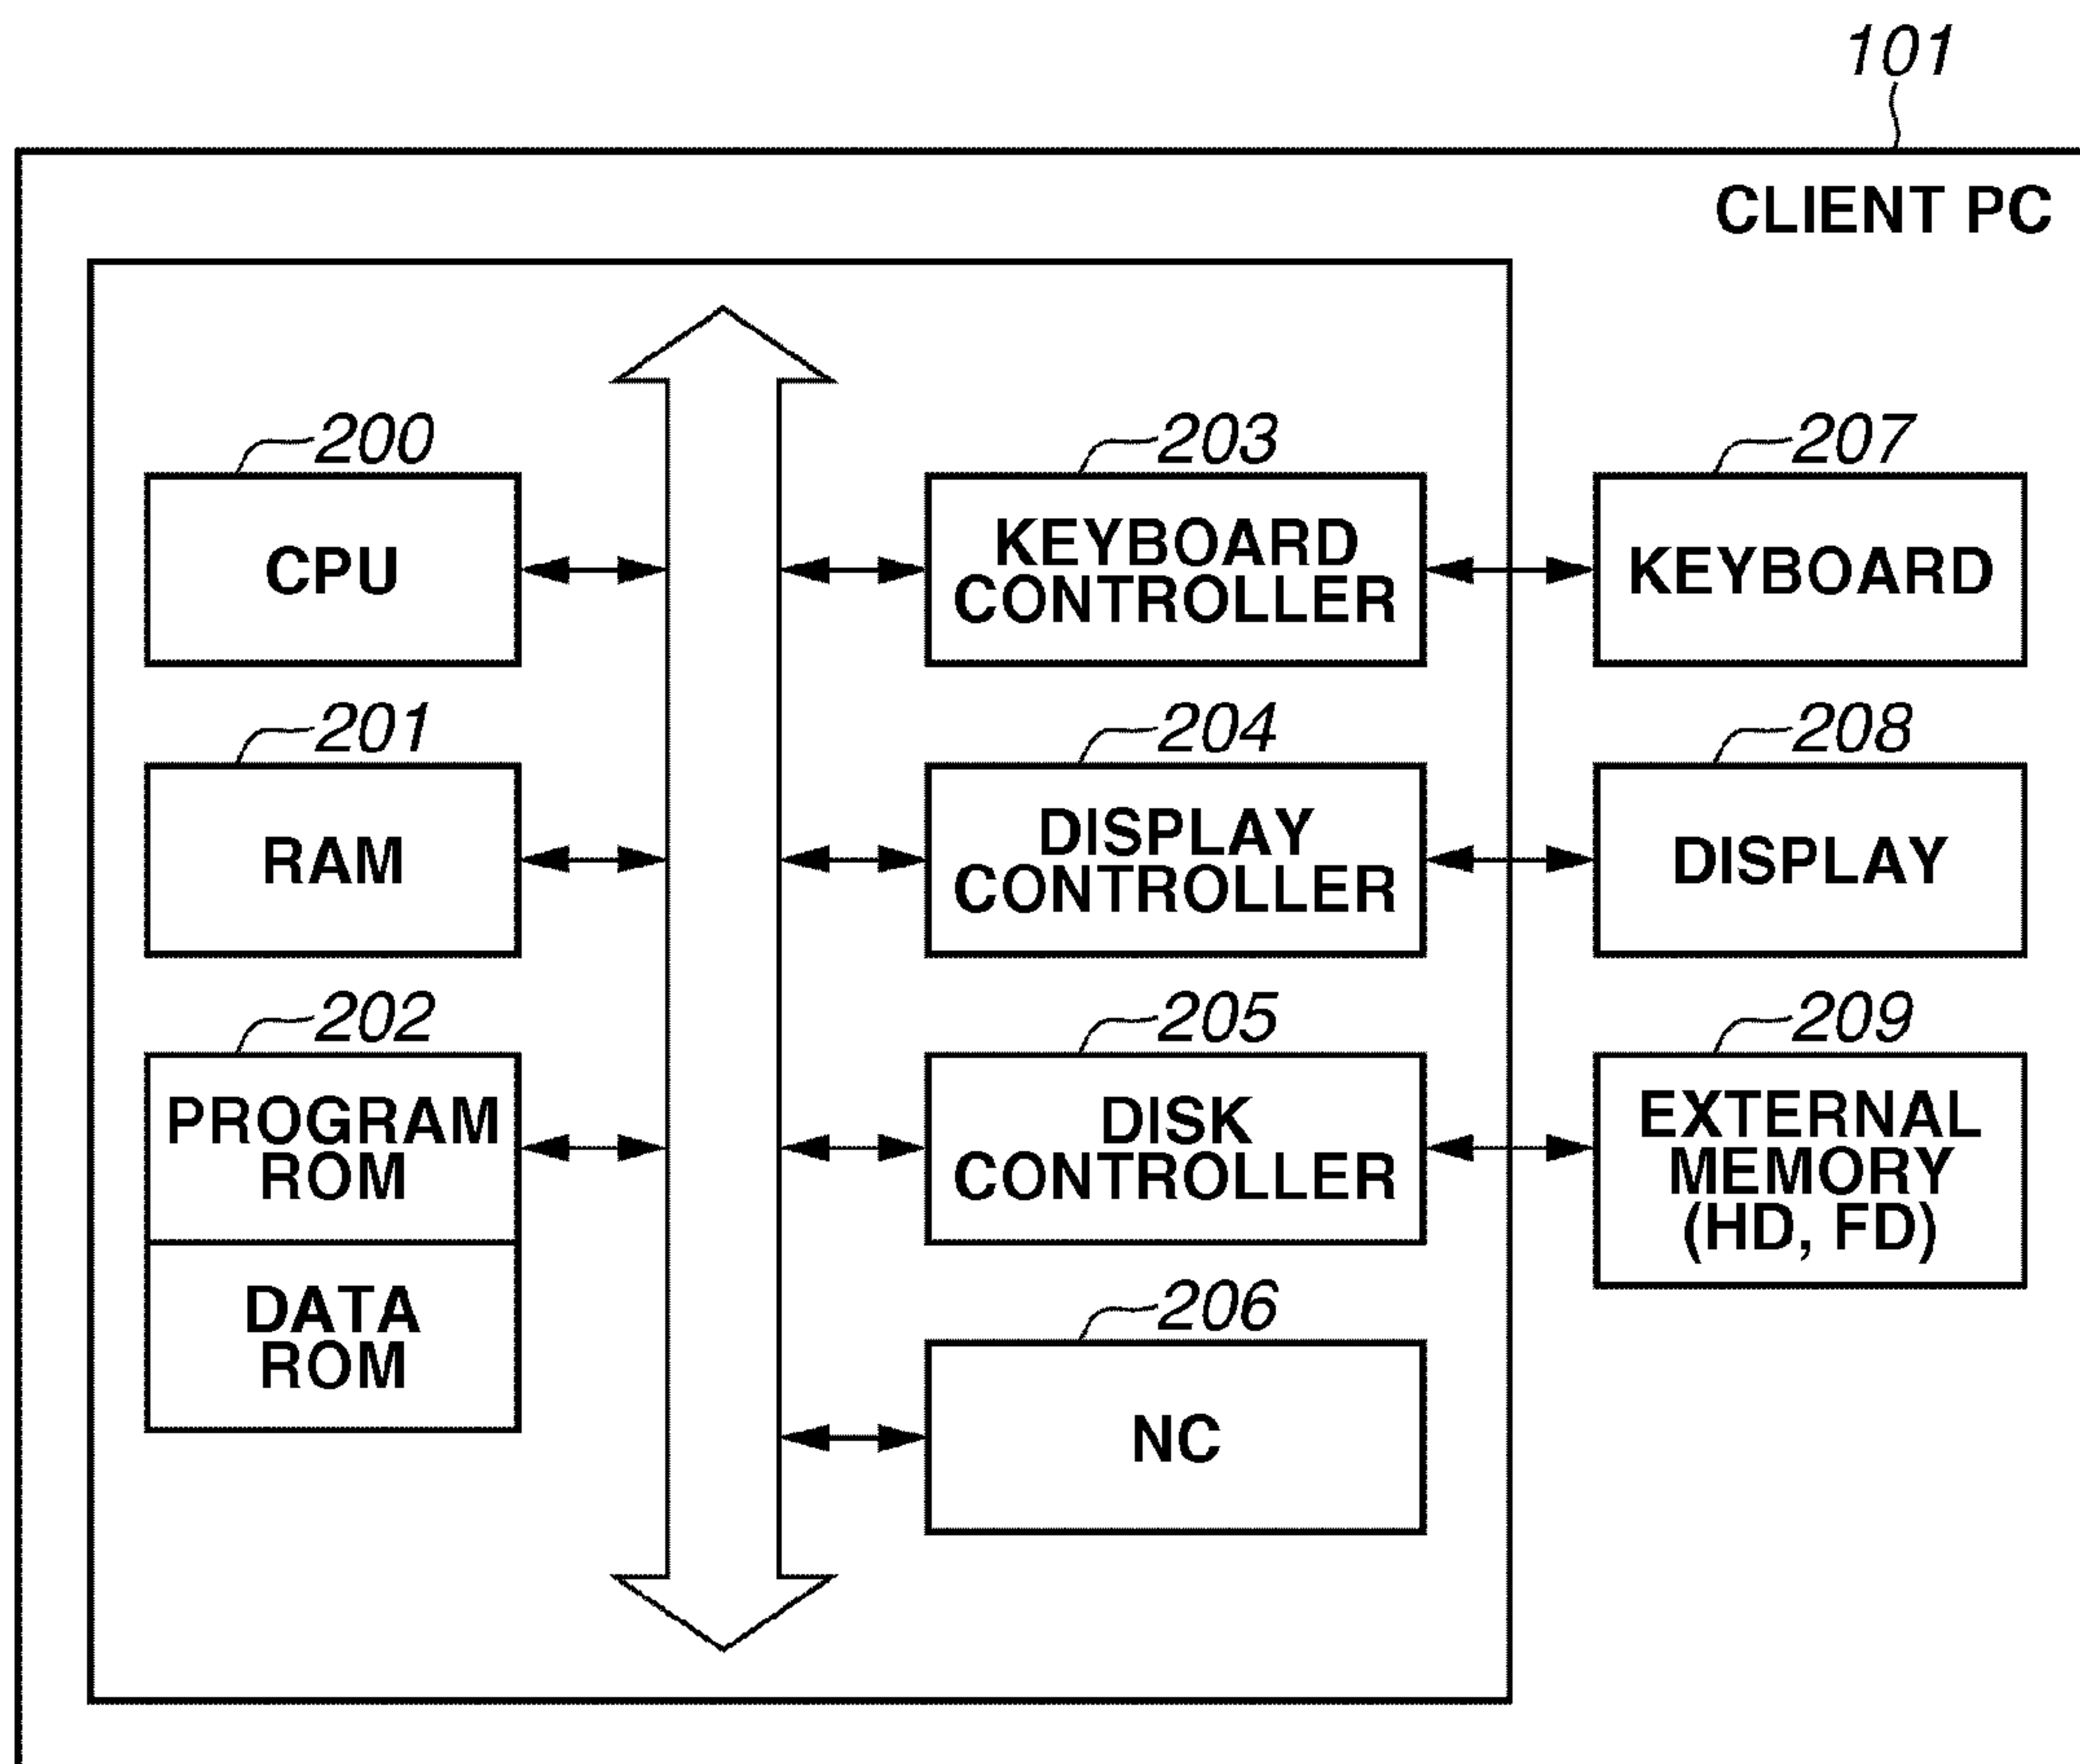 101
CLIENT PC
200
CPU
203
KEYBOARD
CONTROLLER
207
KEYBOARD
201
RAM
204
DISPLAY
CONTROLLER
208
DISPLAY
202
PROGRAM
ROM
DATA
ROM
205
DISK
CONTROLLER
209
EXTERNAL
MEMORY
(HD, FD)
206
NC